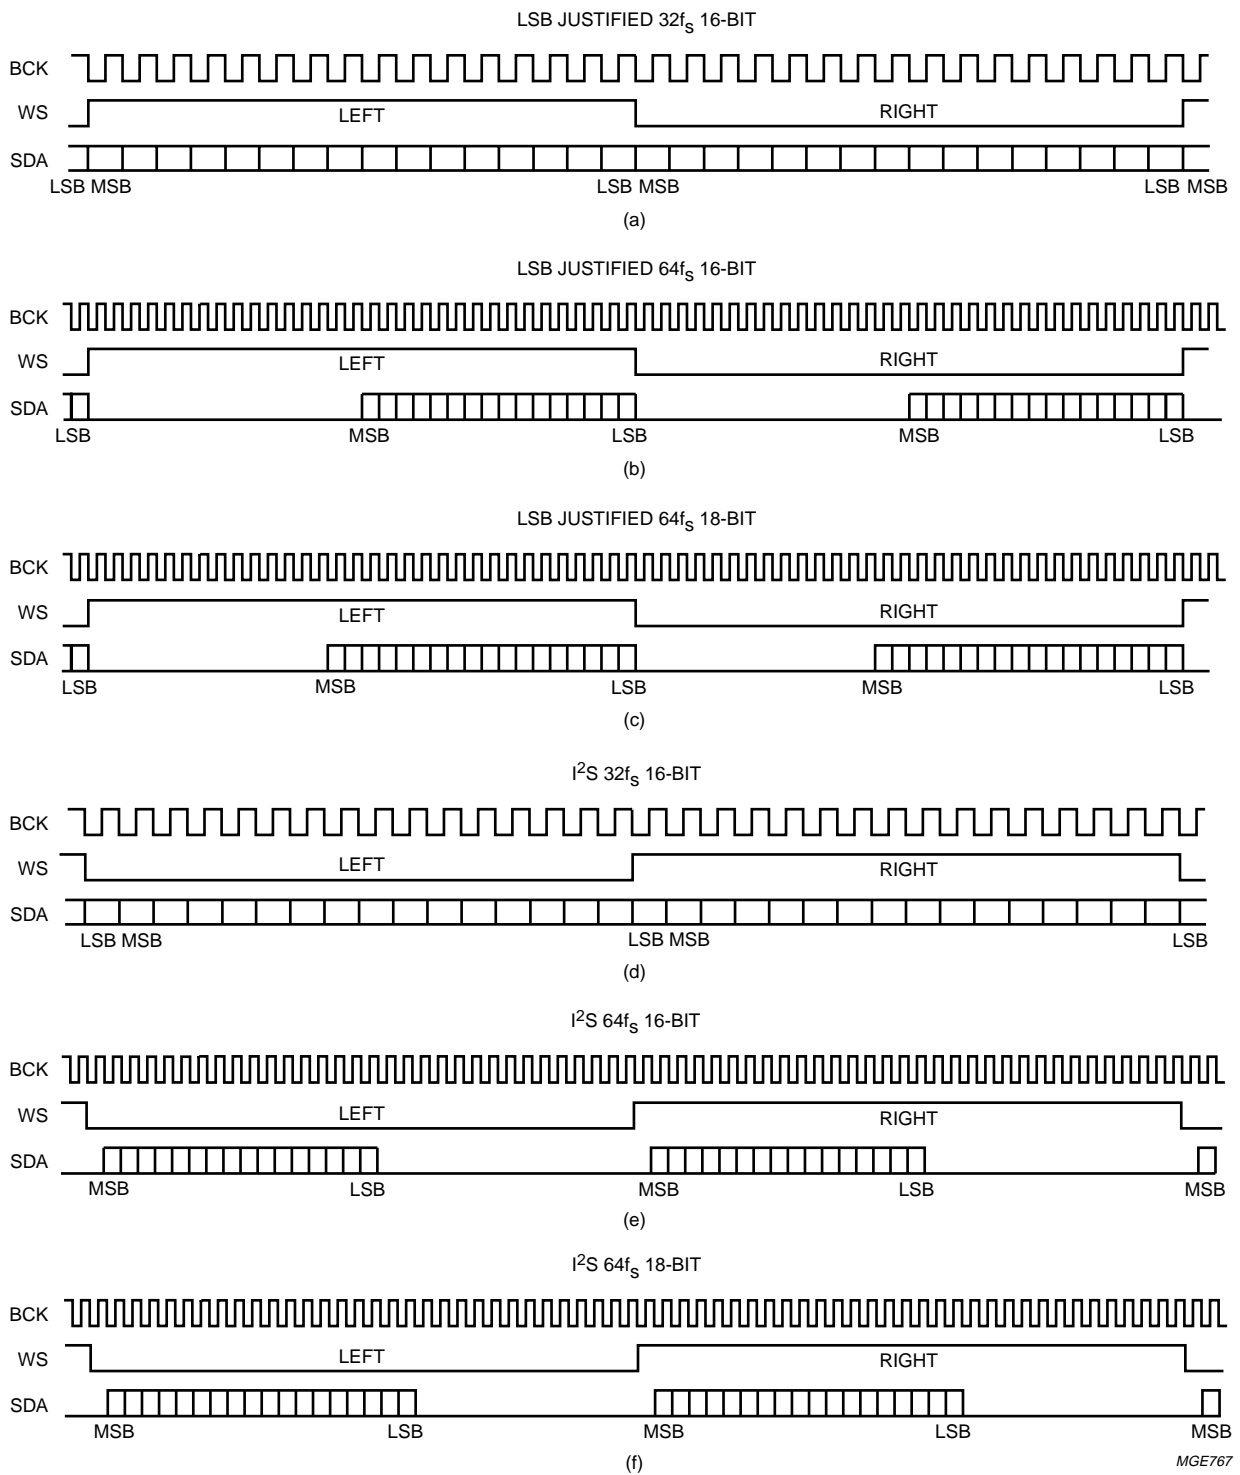 LSB JUSTIFIED 32fs 16-BIT
BCK
WS LEFT RIGHT
SDA
LSB MSB LSB MSB LSB MSB
(a)
LSB JUSTIFIED 64fs 16-BIT
BCK
WS LEFT RIGHT
SDA
LSB MSB LSB MSB LSB
(b)
LSB JUSTIFIED 64fs 18-BIT
BCK
WS LEFT RIGHT
SDA
LSB MSB LSB MSB LSB
(c)
I²S 32fs 16-BIT
BCK
WS LEFT RIGHT
SDA
LSB MSB LSB MSB LSB
(d)
I²S 64fs 16-BIT
BCK
WS LEFT RIGHT
SDA
MSB LSB MSB LSB MSB
(e)
I²S 64fs 18-BIT
BCK
WS LEFT RIGHT
SDA
MSB LSB MSB LSB MSB
(f)
MGE767